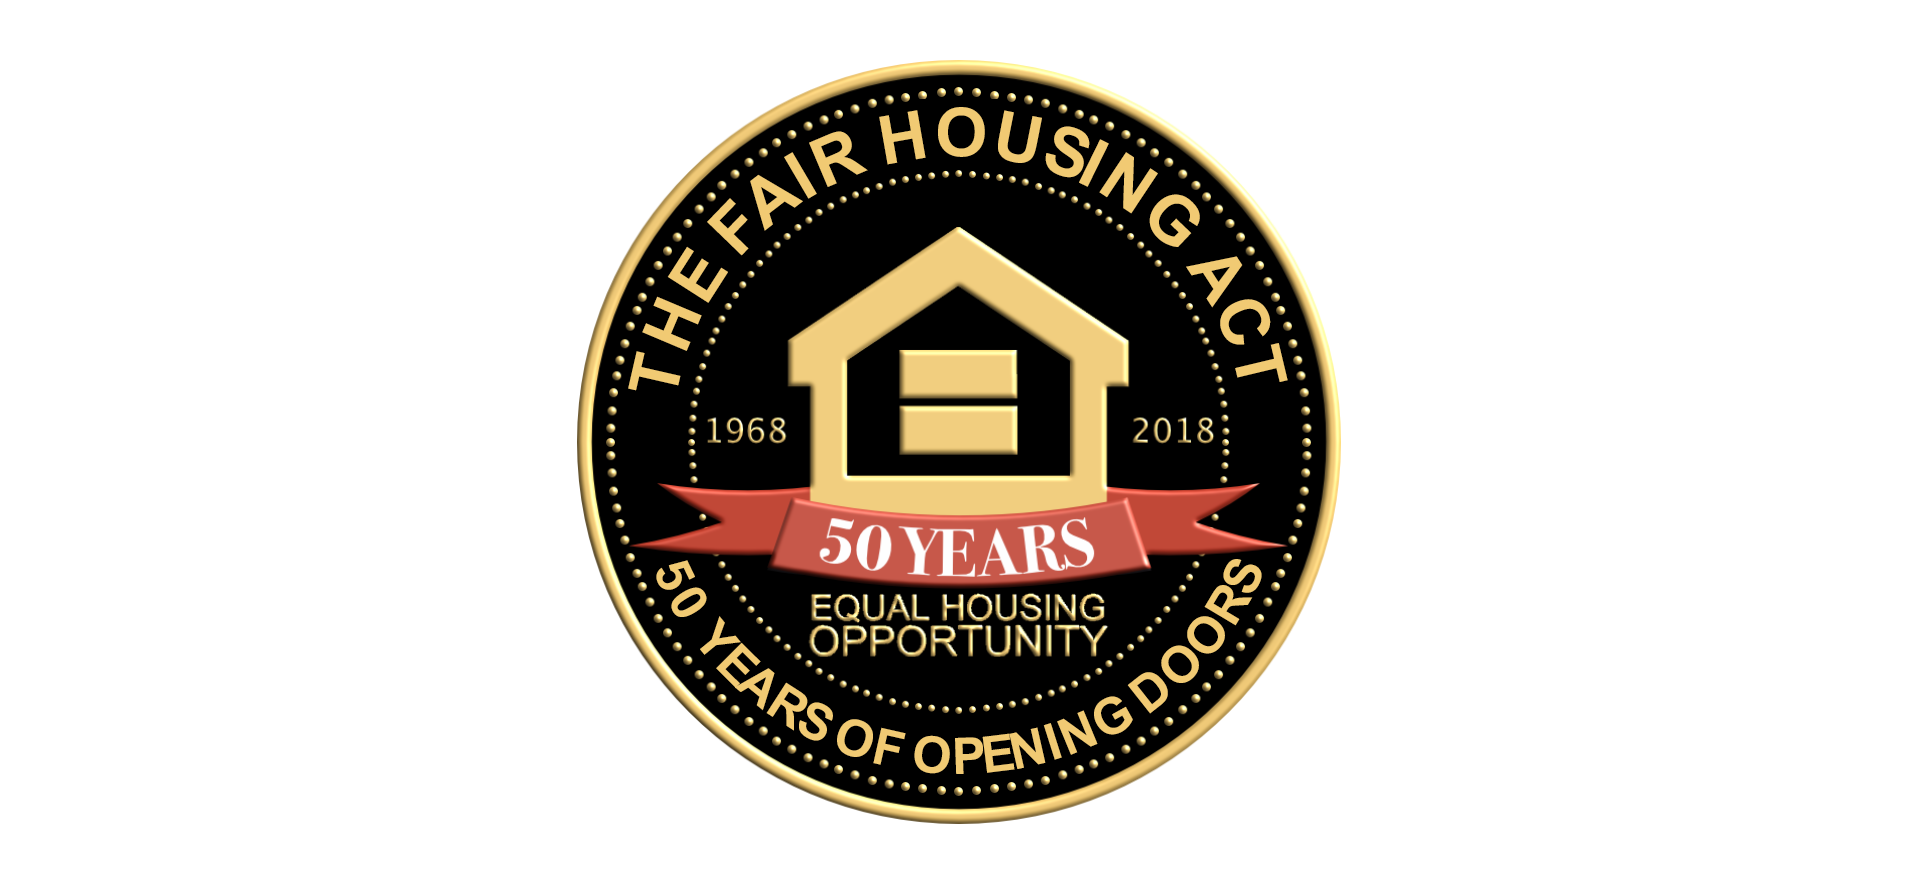 THE FAIR HOUSING ACT
1968
2018
50 YEARS
EQUAL HOUSING
OPPORTUNITY
50 YEARS OF OPENING DOORS